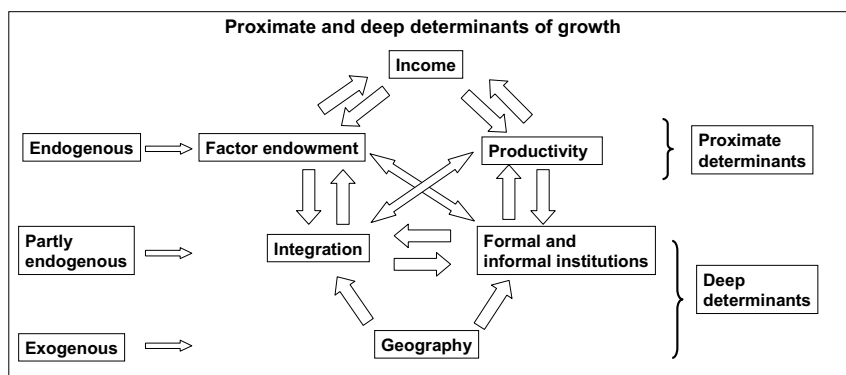 Proximate and deep determinants of growth
Income
Endogenous
Factor endowment
Productivity
Proximate
determinants
Partly
endogenous
Integration
Formal and
informal institutions
Deep
determinants
Exogenous
Geography